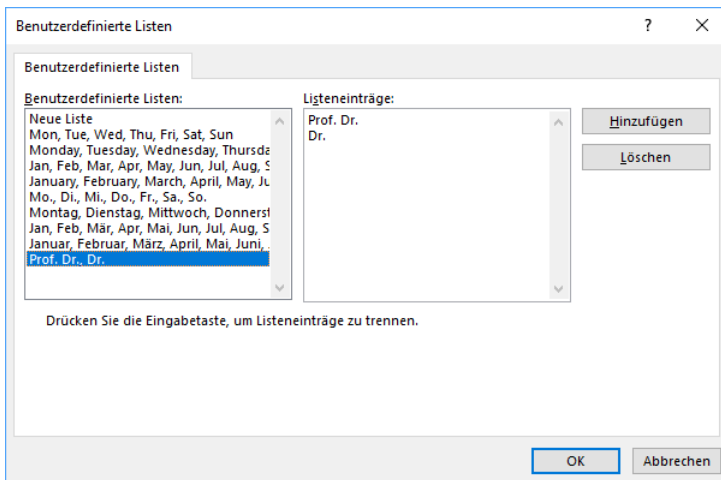 Benutzerdefinierte Listen
?
Benutzerdefinierte Listen
Benutzerdefinierte Listen:
Neue Liste
Mon, Tue, Wed, Thu, Fri, Sat, Sun
Monday, Tuesday, Wednesday, Thursda
Jan, Feb, Mar, Apr, May, Jun, Jul, Aug, S
January, February, March, April, May, Ju
Mo., Di., Mi., Do., Fr., Sa., So.
Montag, Dienstag, Mittwoch, Donnerst
Jan, Feb, Mär, Apr, Mai, Jun, Jul, Aug, S
Januar, Februar, März, April, Mai, Juni,
Prof. Dr., Dr.
Listeneinträge:
Prof. Dr.
Dr.
Hinzufügen
Löschen
Drücken Sie die Eingabetaste, um Listeneinträge zu trennen.
OK
Abbrechen